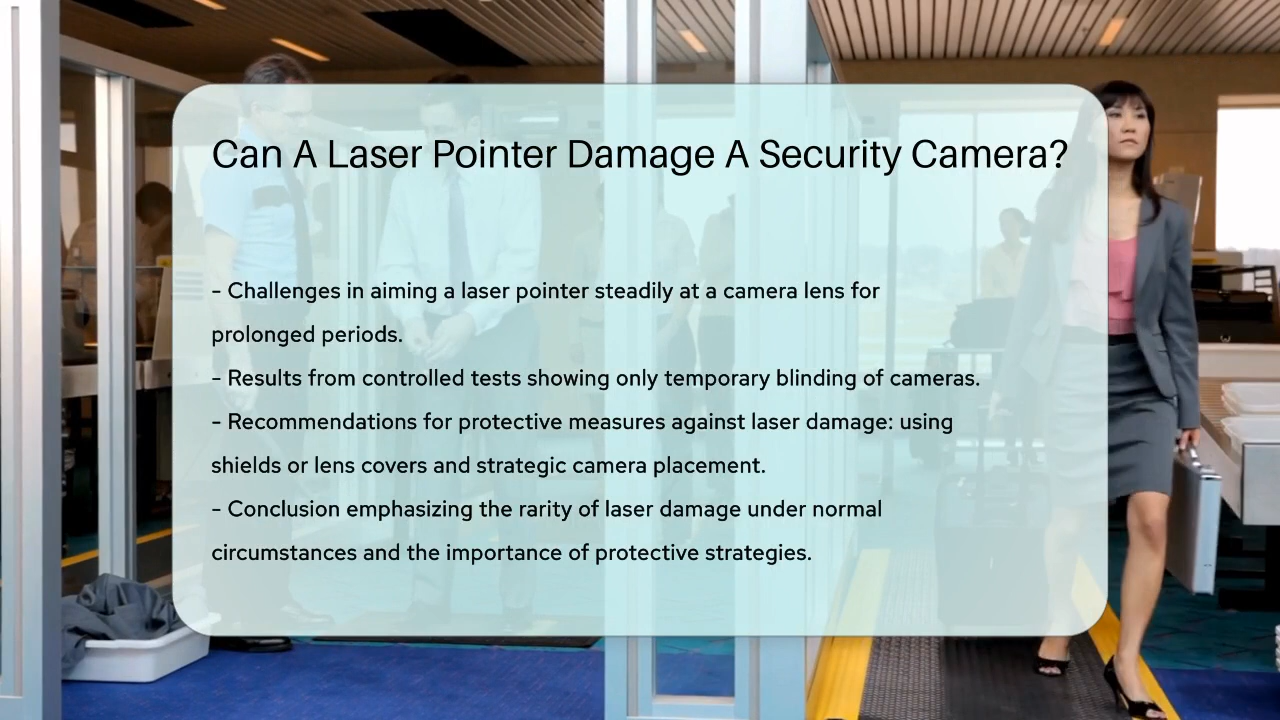 Can A Laser Pointer Damage A Security Camera?
- Challenges in aiming a laser pointer steadily at a camera lens for
prolonged periods.
- Results from controlled tests showing only temporary blinding of cameras.
- Recommendations for protective measures against laser damage: using
shields or lens covers and strategic camera placement.
- Conclusion emphasizing the rarity of laser damage under normal
circumstances and the importance of protective strategies.